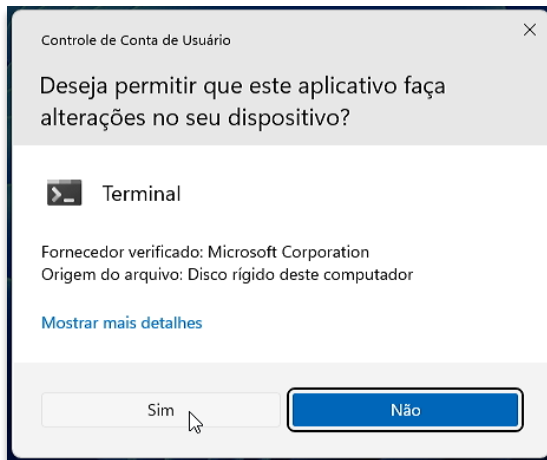 Controle de Conta de Usuário
Deseja permitir que este aplicativo faça
alterações no seu dispositivo?
Terminal
Fornecedor verificado: Microsoft Corporation
Origem do arquivo: Disco rígido deste computador
Mostrar mais detalhes
Sim
Não